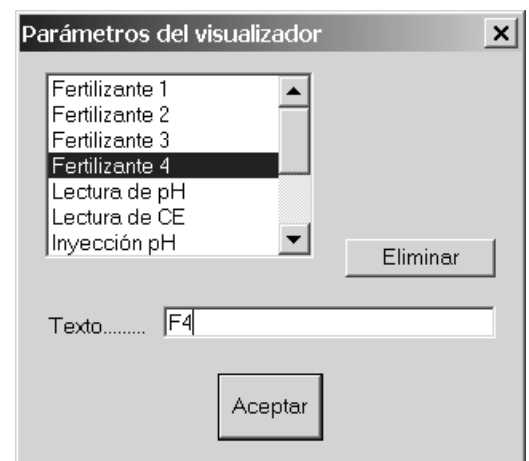 Parámetros del visualizador
Fertilizante 1
Fertilizante 2
Fertilizante 3
Fertilizante 4
Lectura de pH
Lectura de CE
Inyección pH
Eliminar
Texto......... F4
Aceptar